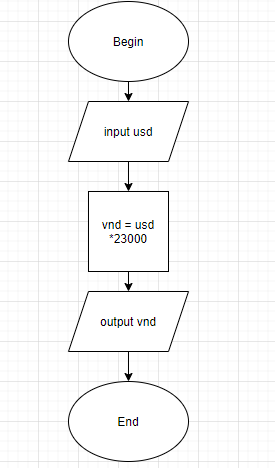 Begin
input usd
vnd = usd
*23000
output vnd
End